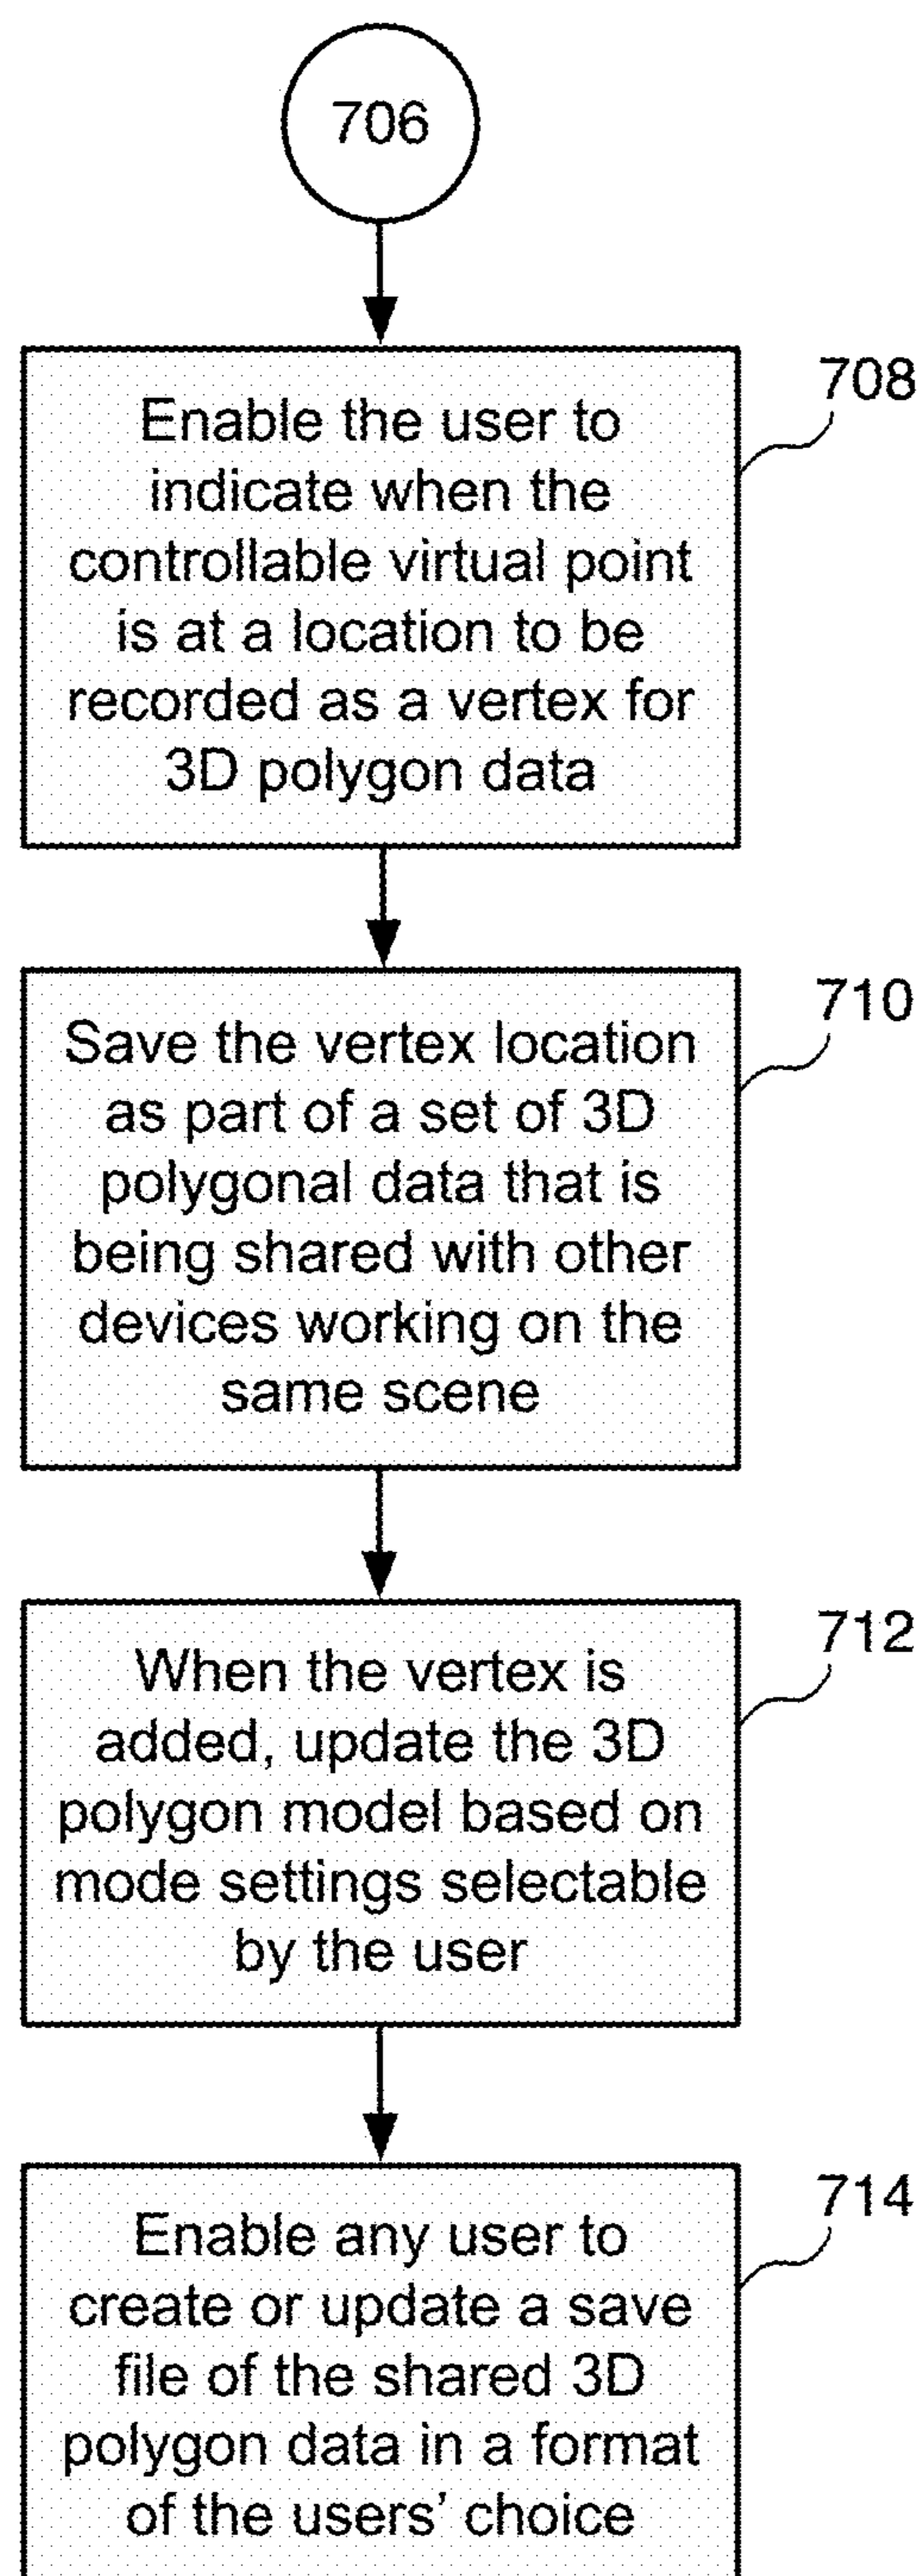 706
708
Enable the user to
indicate when the
controllable virtual point
is at a location to be
recorded as a vertex for
3D polygon data
710
Save the vertex location
as part of a set of 3D
polygonal data that is
being shared with other
devices working on the
same scene
712
When the vertex is
added, update the 3D
polygon model based on
mode settings selectable
by the user
714
Enable any user to
create or update a save
file of the shared 3D
polygon data in a format
of the users’ choice